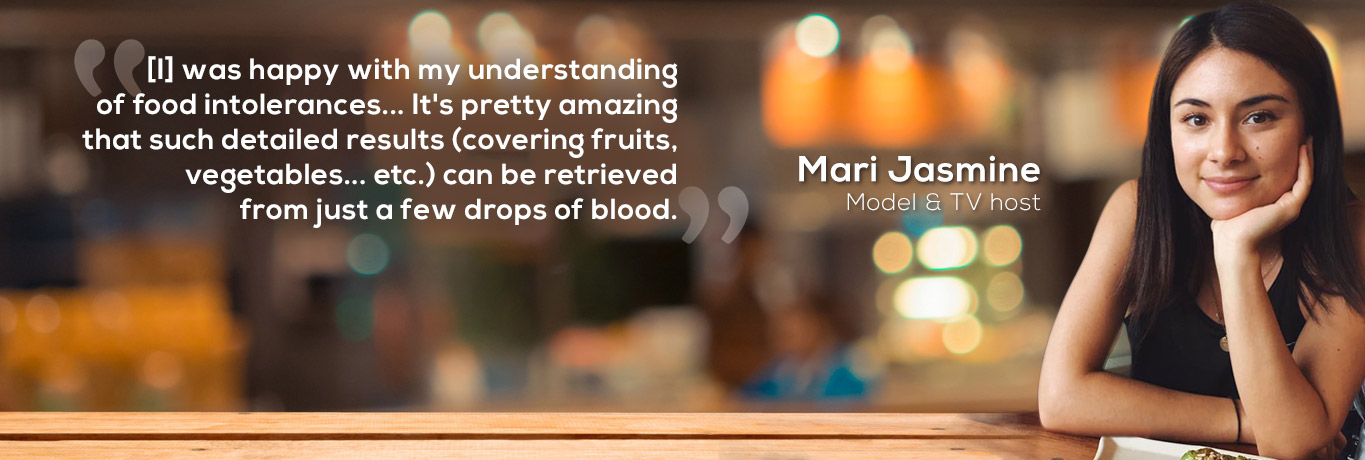 “[I] was happy with my understanding
of food intolerances... It's pretty amazing
that such detailed results (covering fruits,
vegetables... etc.) can be retrieved
from just a few drops of blood.”
Mari Jasmine
Model & TV host